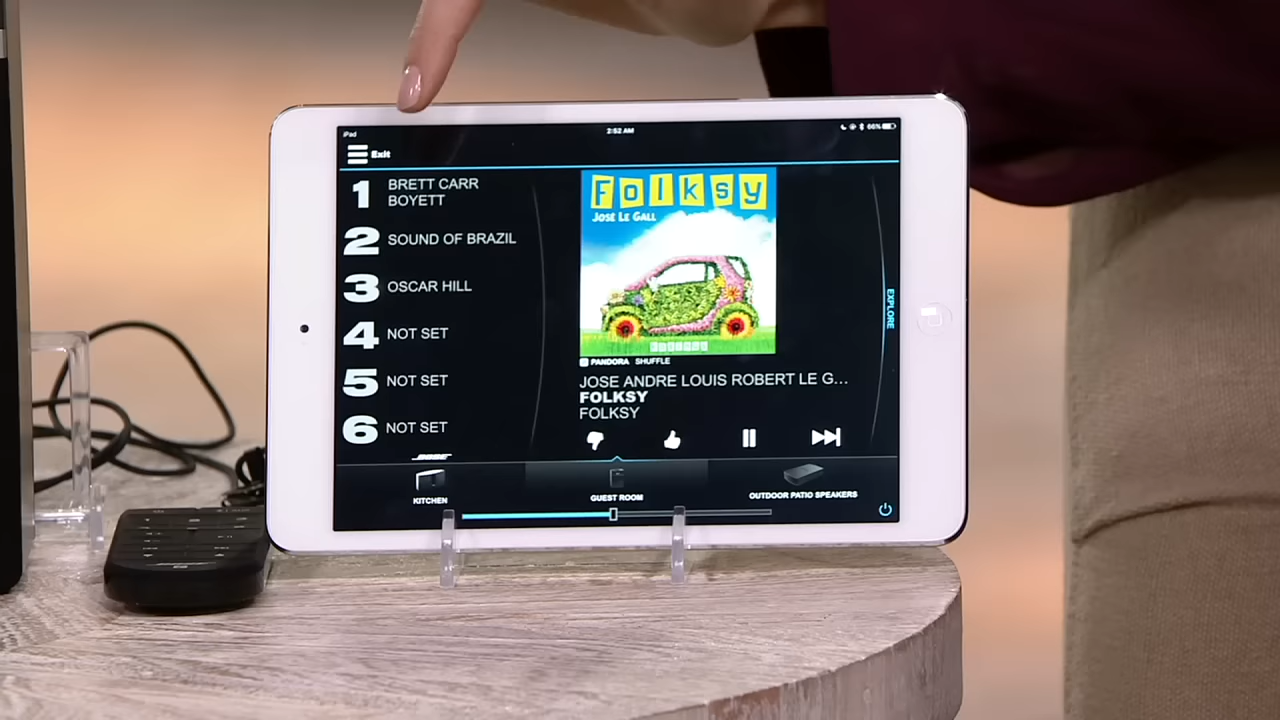 iPad
2:52 AM
66%
Exit
1 BRETT CARR
BOYETT
2 SOUND OF BRAZIL
3 OSCAR HILL
4 NOT SET
5 NOT SET
6 NOT SET
Folksy
JOSÉ LE GALL
EXPLORE
PANDORA SHUFFLE
JOSE ANDRE LOUIS ROBERT LE G...
FOLKSY
FOLKSY
KITCHEN
GUEST ROOM
OUTDOOR PATIO SPEAKERS